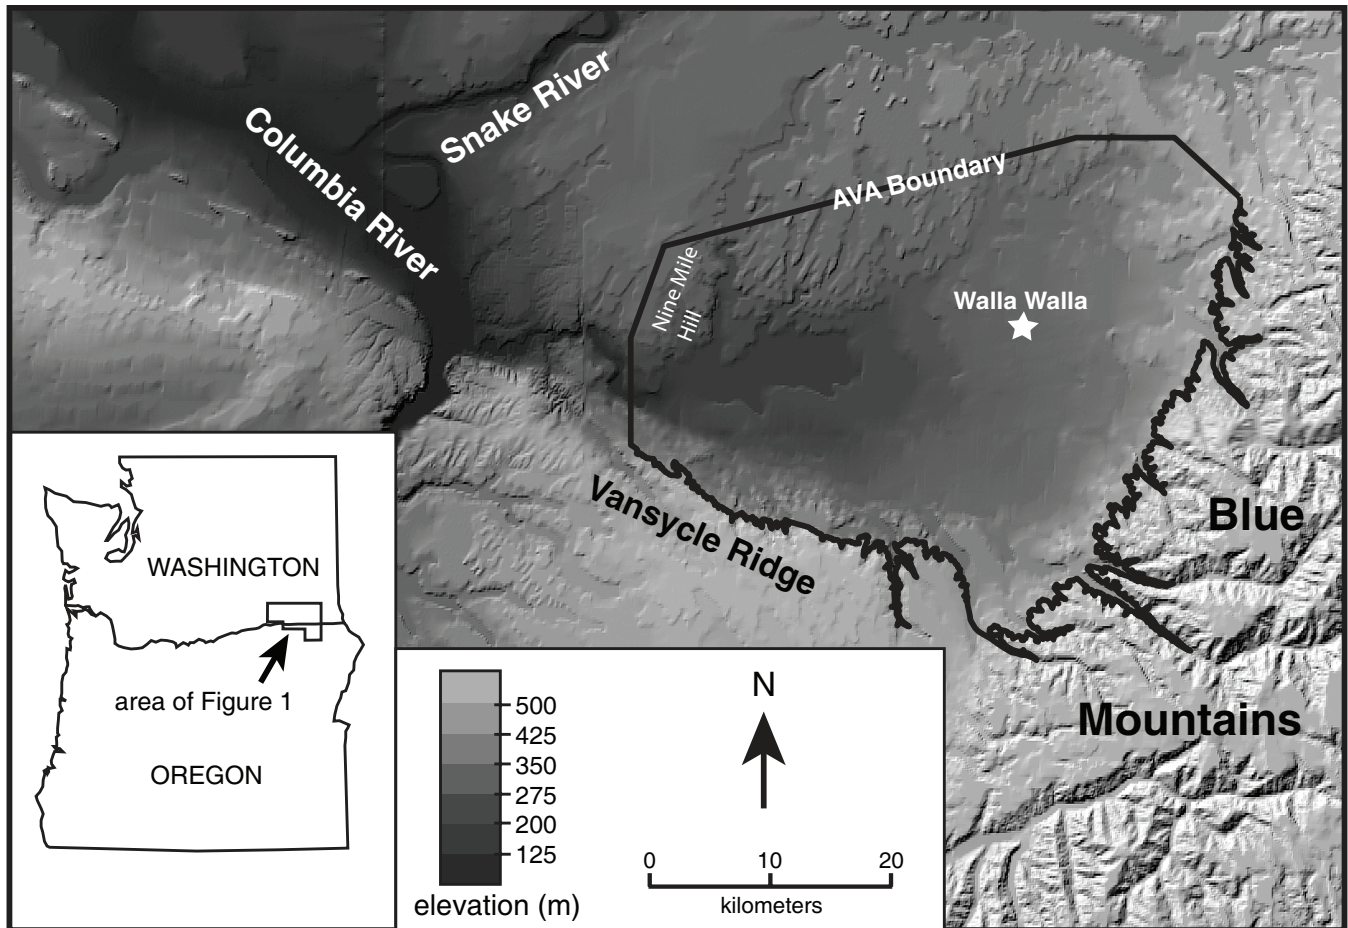 Columbia River
Snake River
AVA Boundary
Nine Mile
Hill
Walla Walla
Vansycle Ridge
Blue
Mountains
WASHINGTON
area of Figure 1
OREGON
500
425
350
275
200
125
elevation (m)
N
0 10 20
kilometers